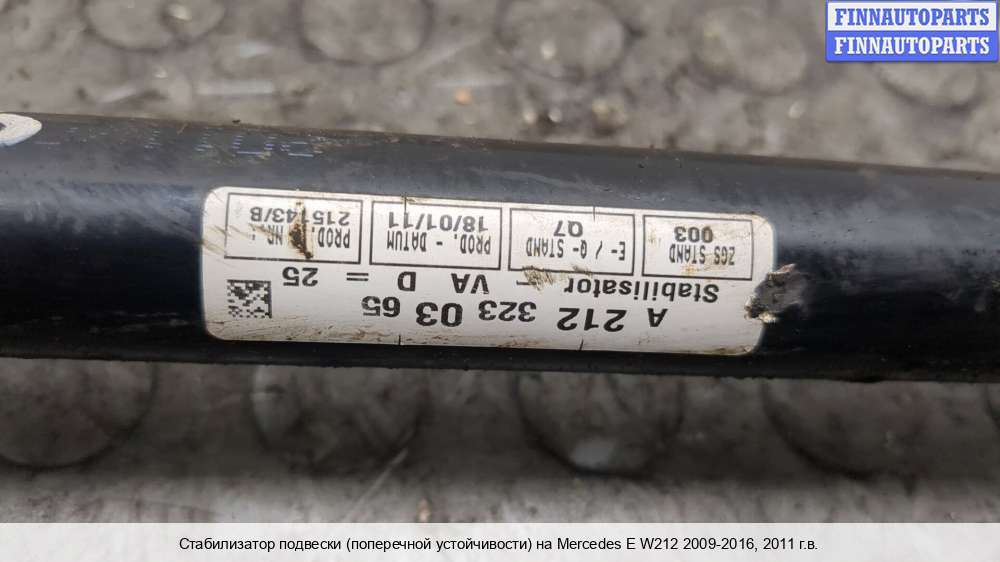 FINNAUTOPARTS
FINNAUTOPARTS
A 212 323 03 65
Stabilisator - VA D = 25
ZGS STAND
003
E- / Q- STAND
Q7
PROD. - DATUM
18/01/11
PROD. NR.
215143/B
Стабилизатор подвески (поперечной устойчивости) на Mercedes E W212 2009-2016, 2011 г.в.